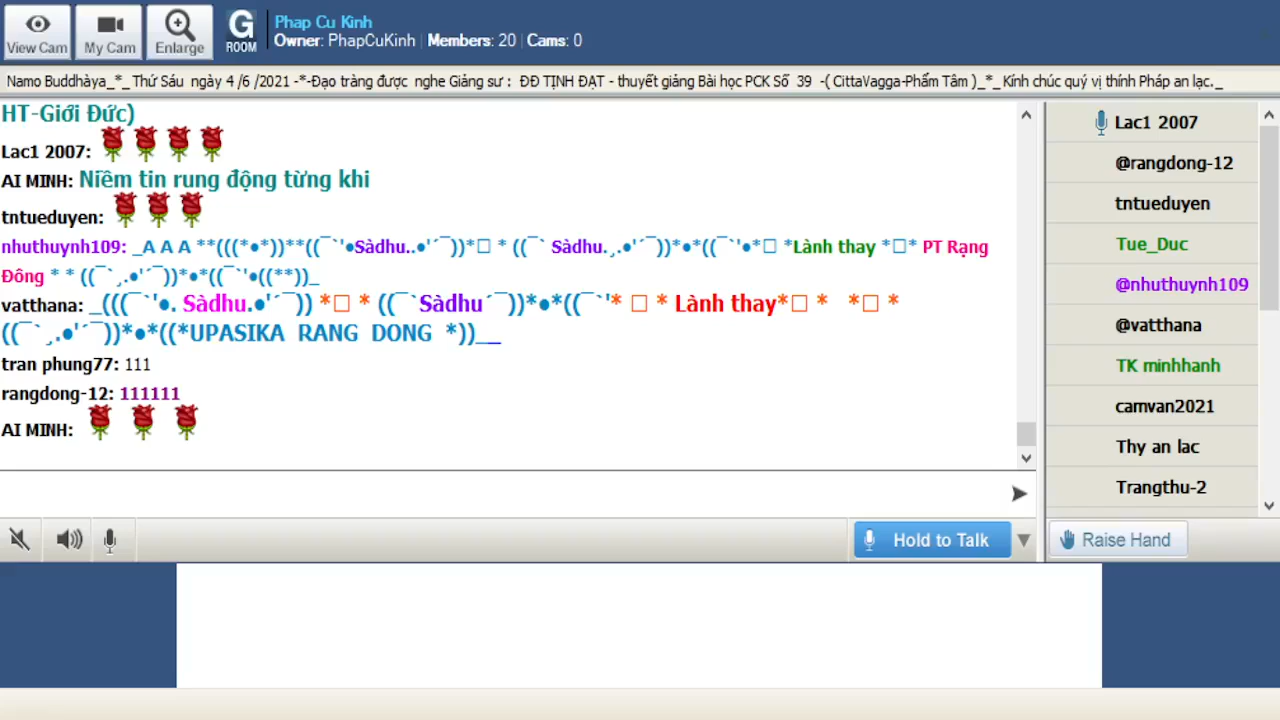 View Cam
My Cam
Enlarge
G
ROOM
Phap Cu Kinh
Owner: PhapCuKinh | Members: 20 | Cams: 0
Namo Buddhàya_*_ Thứ Sáu ngày 4 /6 /2021 -*-Đạo tràng được nghe Giảng sư : ĐĐ TỊNH ĐẠT - thuyết giảng Bài học PCK Số 39 -( CittaVagga-Phẩm Tâm )_*_ Kính chúc quý vị thính Pháp an lạc._
HT-Giới Đức)
Lac1 2007:
AI MINH: Niềm tin rung động từng khi
tntueduyen:
nhuthuynh109: _A A A **(((*•*))**((¯`'•Sàdhu..•'´¯))*□ * ((¯` Sàdhu.¸.•'´¯))*•*((¯`'•*□ *Lành thay *□* PT Rạng
Đông * * ((¯`¸.•'´¯))*•*((¯`'•((**))_
vatthana: _(((¯`'•. Sàdhu.•'´¯)) *□ * ((¯`Sàdhu´¯))*•*((¯`'* □ * Lành thay*□ * *□ *
((¯`¸.•'´¯))*•*((*UPASIKA RANG DONG *))__
tran phung77: 111
rangdong-12: 111111
AI MINH:
Lac1 2007
@rangdong-12
tntueduyen
Tue_Duc
@nhuthuynh109
@vatthana
TK minhhanh
camvan2021
Thy an lac
Trangthu-2
Hold to Talk
Raise Hand